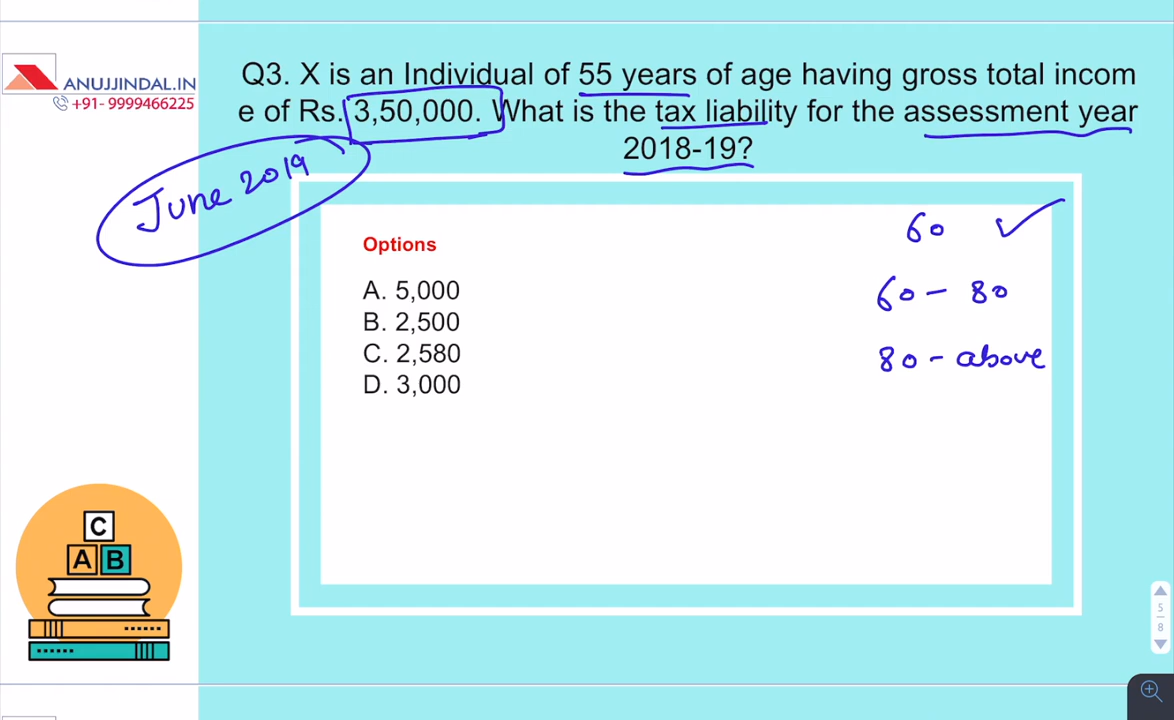 ANUJJINDAL.IN
+91- 9999466225
Q3. X is an Individual of 55 years of age having gross total incom
e of Rs. 3,50,000. What is the tax liability for the assessment year
2018-19?
June 2019
Options
A. 5,000
B. 2,500
C. 2,580
D. 3,000
60
60 - 80
80 - above
C
A B
5
8